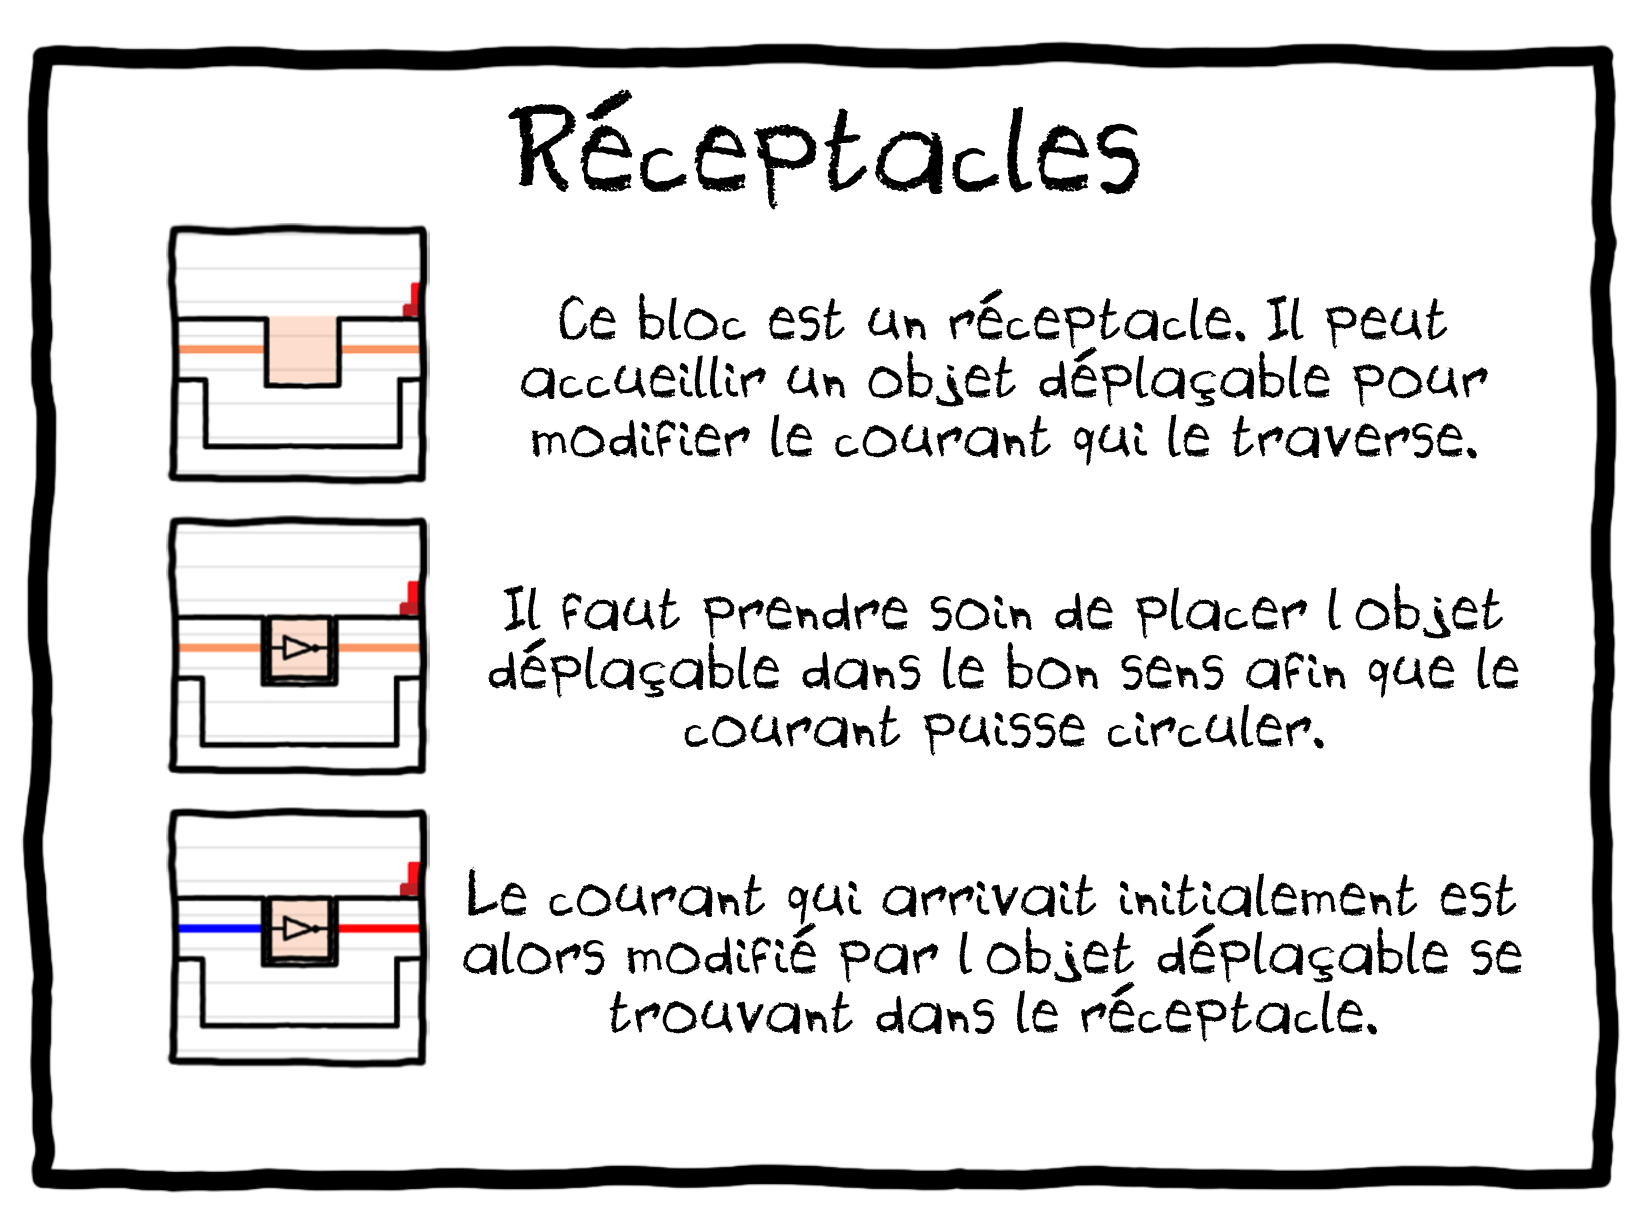 Réceptacles
Ce bloc est un réceptacle. Il peut
accueillir un objet déplaçable pour
modifier le courant qui le traverse.
Il faut prendre soin de placer l objet
déplaçable dans le bon sens afin que le
courant puisse circuler.
Le courant qui arrivait initialement est
alors modifié par l objet déplaçable se
trouvant dans le réceptacle.